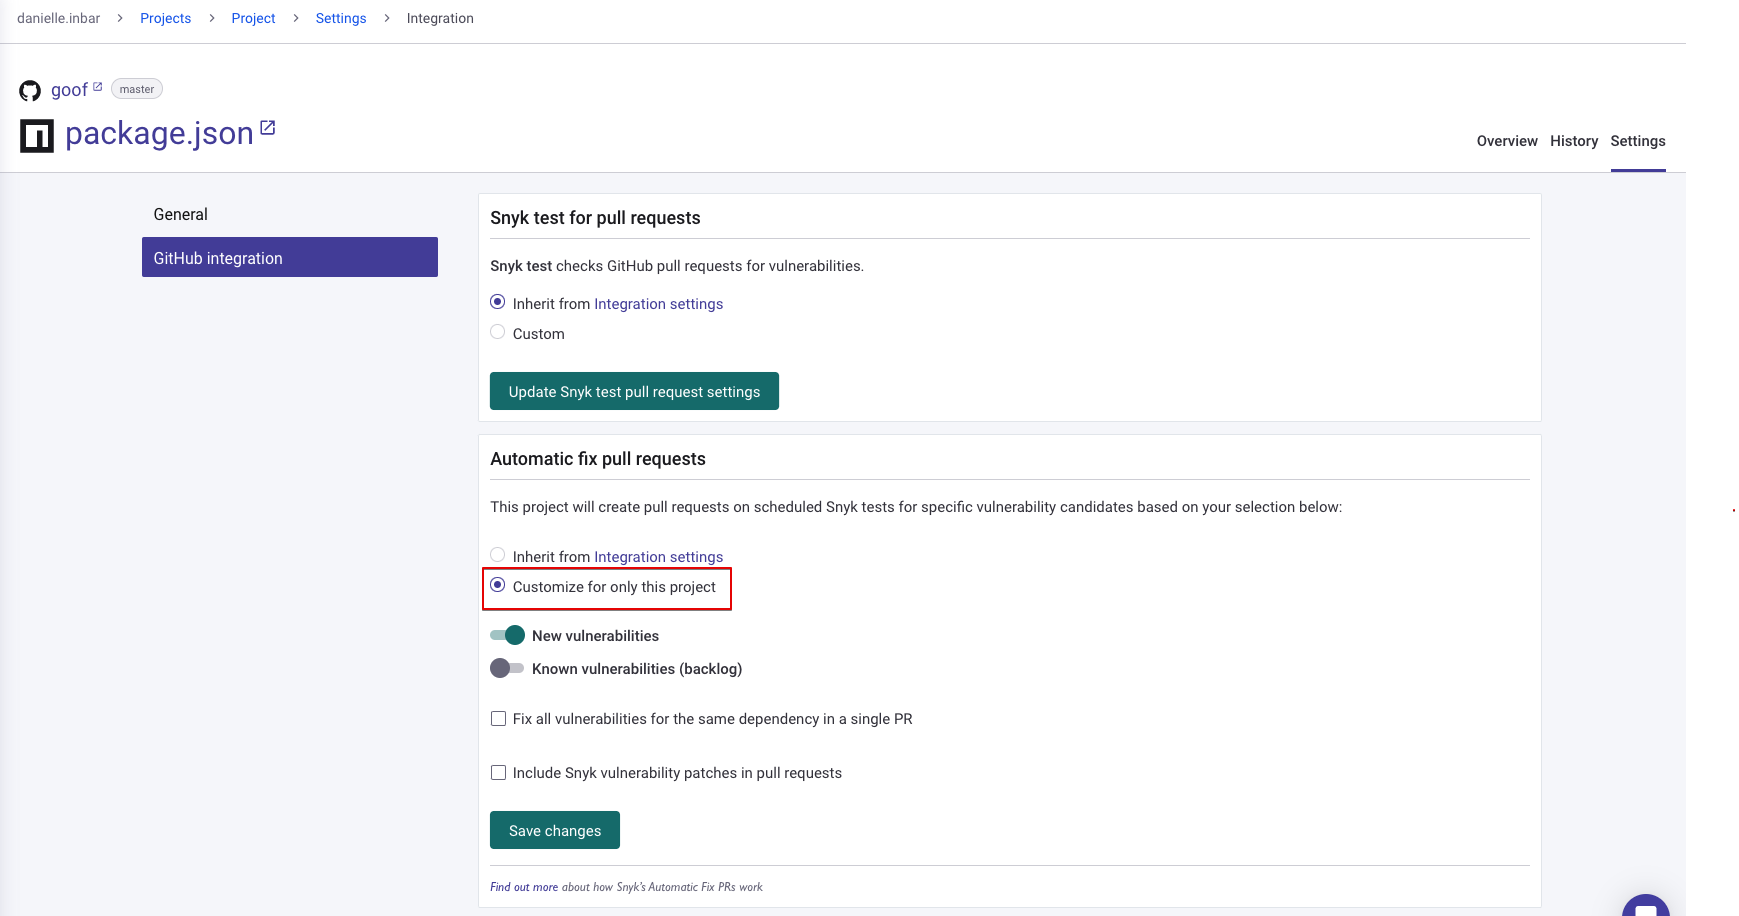 danielle.inbar > Projects > Project > Settings > Integration
goof master
package.json
Overview History Settings
General
GitHub integration
Snyk test for pull requests
Snyk test checks GitHub pull requests for vulnerabilities.
Inherit from Integration settings
Custom
Update Snyk test pull request settings
Automatic fix pull requests
This project will create pull requests on scheduled Snyk tests for specific vulnerability candidates based on your selection below:
Inherit from Integration settings
Customize for only this project
New vulnerabilities
Known vulnerabilities (backlog)
Fix all vulnerabilities for the same dependency in a single PR
Include Snyk vulnerability patches in pull requests
Save changes
Find out more about how Snyk's Automatic Fix PRs work